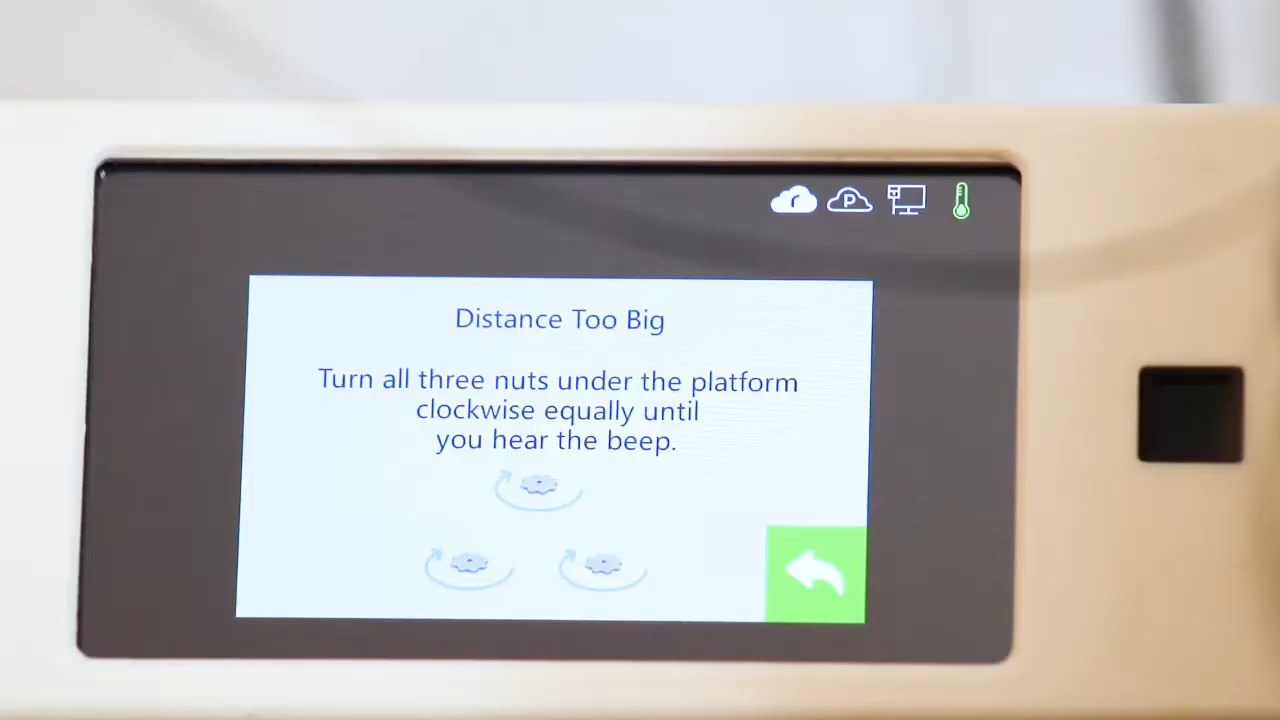 r
P
Distance Too Big
Turn all three nuts under the platform
clockwise equally until
you hear the beep.